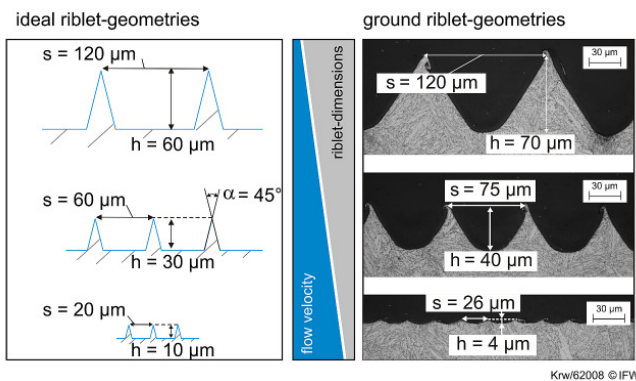 ideal riblet-geometries
ground riblet-geometries
s = 120 µm
h = 60 µm
s = 60 µm
α = 45°
h = 30 µm
s = 20 µm
h = 10 µm
riblet-dimensions
flow velocity
30 µm
s = 120 µm
h = 70 µm
30 µm
s = 75 µm
h = 40 µm
s = 26 µm
30 µm
h = 4 µm
Krw/62008 © IFW